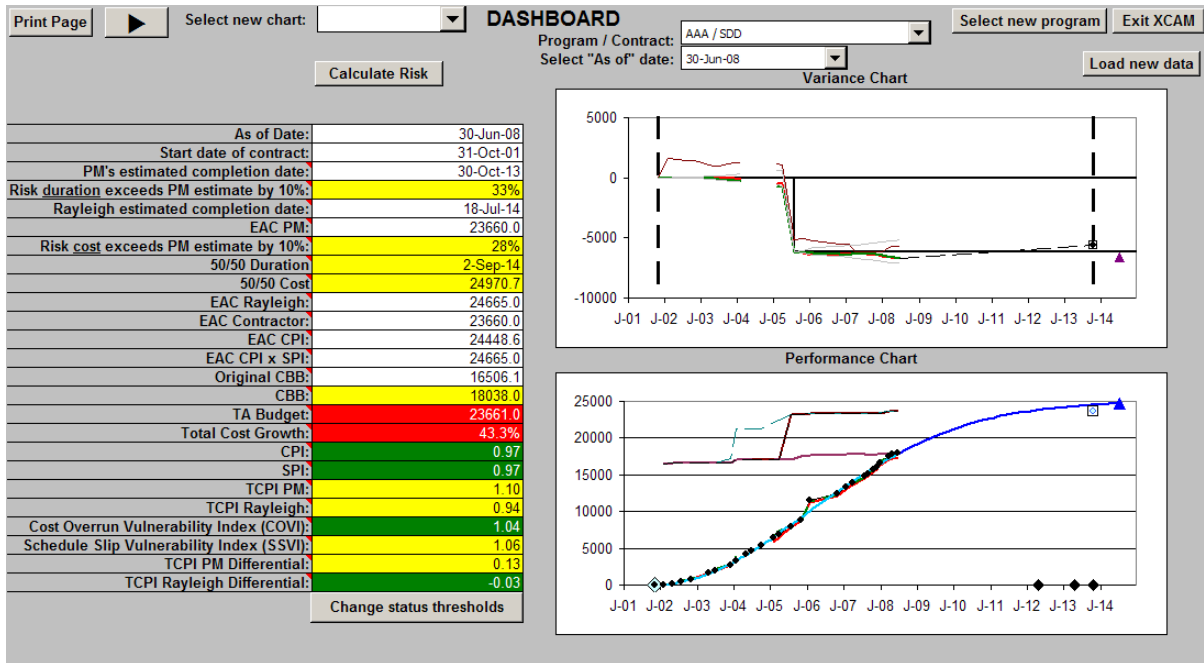 Print Page
Select new chart:
DASHBOARD
Program / Contract: AAA / SDD
Select "As of" date: 30-Jun-08
Select new program
Exit XCAM
Load new data
Calculate Risk
As of Date: 30-Jun-08
Start date of contract: 31-Oct-01
PM's estimated completion date: 30-Oct-13
Risk duration exceeds PM estimate by 10%: 33%
Rayleigh estimated completion date: 18-Jul-14
EAC PM: 23660.0
Risk cost exceeds PM estimate by 10%: 28%
50/50 Duration 2-Sep-14
50/50 Cost 24970.7
EAC Rayleigh: 24665.0
EAC Contractor: 23660.0
EAC CPI: 24448.6
EAC CPI x SPI: 24665.0
Original CBB: 16506.1
CBB: 18038.0
TA Budget: 23661.0
Total Cost Growth: 43.3%
CPI: 0.97
SPI: 0.97
TCPI PM: 1.10
TCPI Rayleigh: 0.94
Cost Overrun Vulnerability Index (COVI): 1.04
Schedule Slip Vulnerability Index (SSVI): 1.06
TCPI PM Differential: 0.13
TCPI Rayleigh Differential: -0.03
Change status thresholds
Variance Chart
5000
0
-5000
-10000
J-01 J-02 J-03 J-04 J-05 J-06 J-07 J-08 J-09 J-10 J-11 J-12 J-13 J-14
Performance Chart
25000
20000
15000
10000
5000
0
J-01 J-02 J-03 J-04 J-05 J-06 J-07 J-08 J-09 J-10 J-11 J-12 J-13 J-14